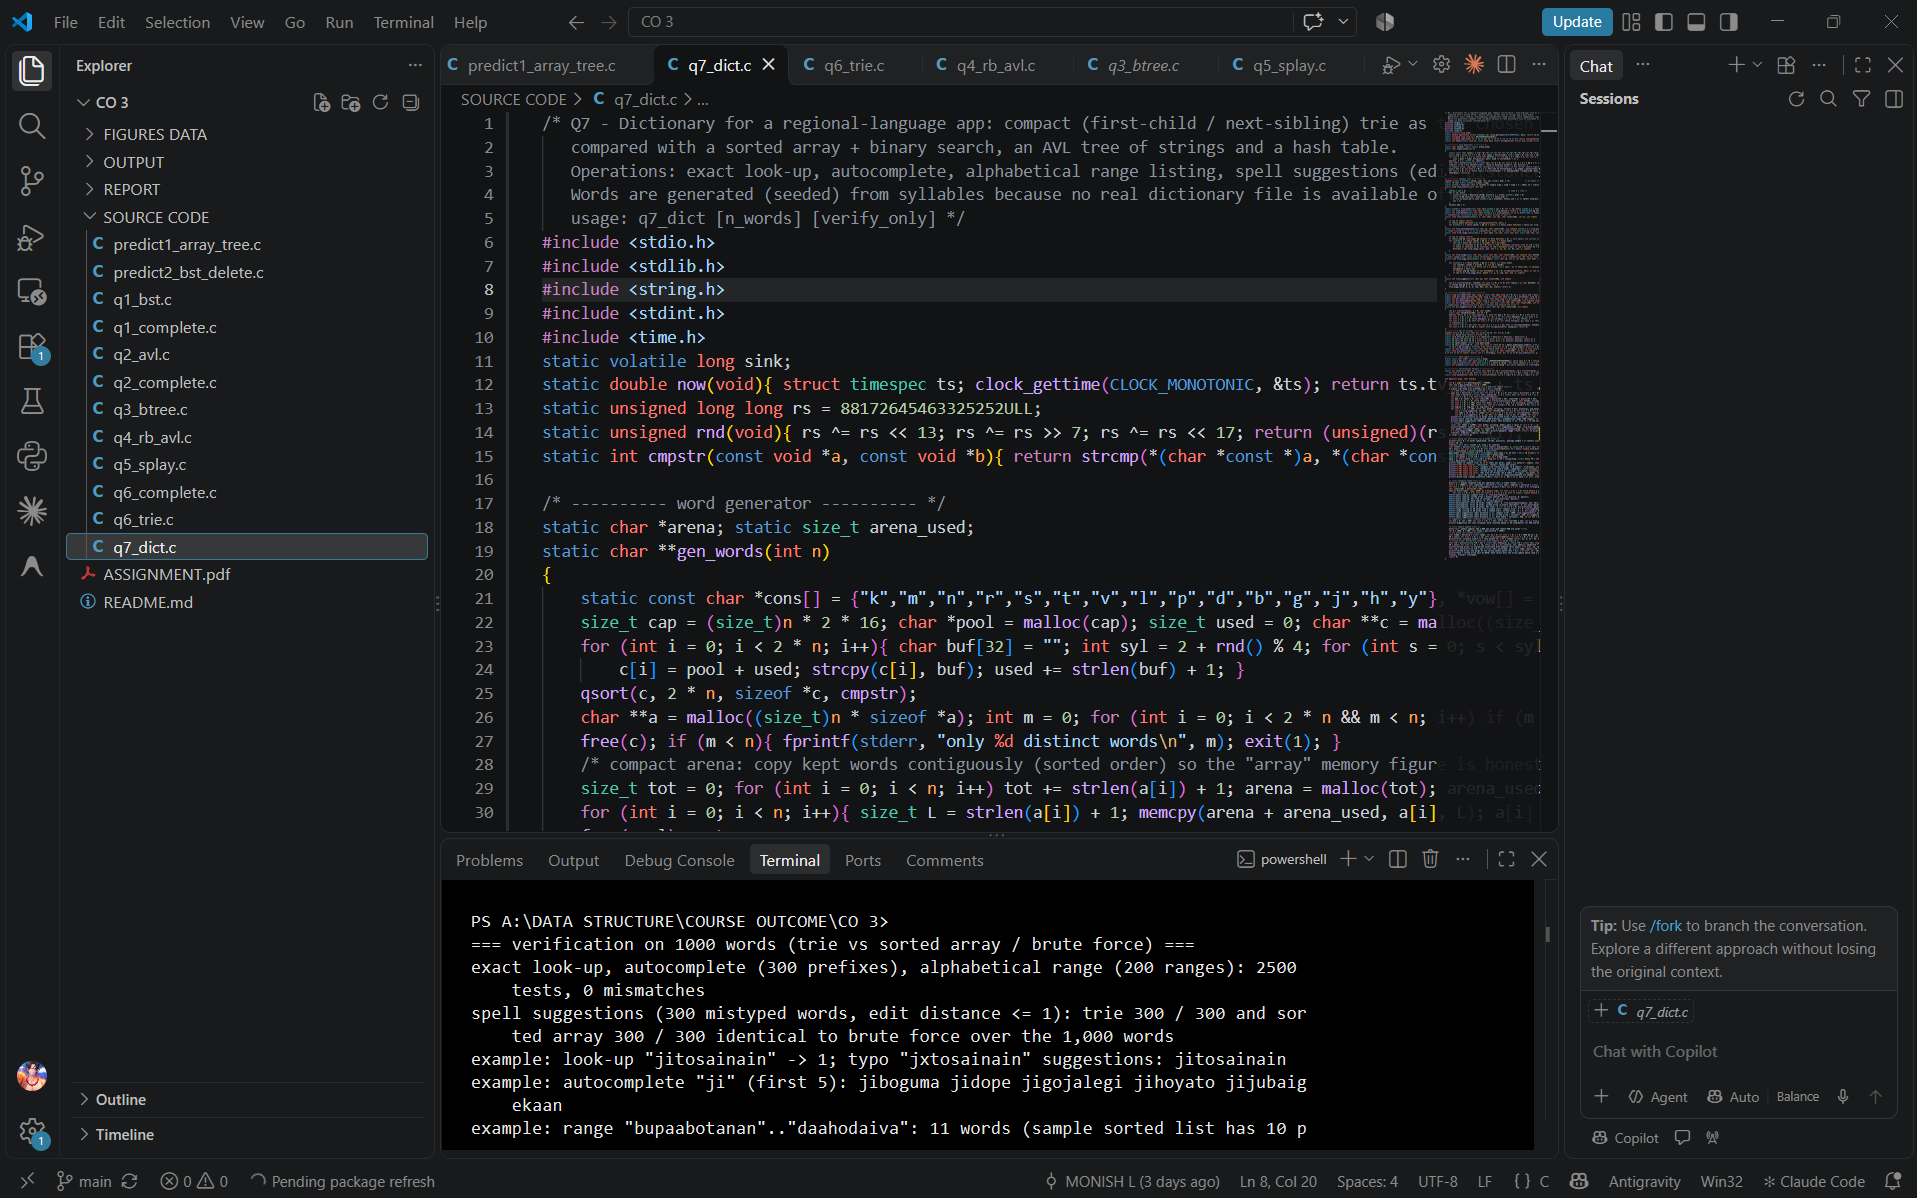 File Edit Selection View Go Run Terminal Help
CO 3
Update
Explorer
CO 3
FIGURES DATA
OUTPUT
REPORT
SOURCE CODE
C predict1_array_tree.c
C predict2_bst_delete.c
C q1_bst.c
C q1_complete.c
C q2_avl.c
C q2_complete.c
C q3_btree.c
C q4_rb_avl.c
C q5_splay.c
C q6_complete.c
C q6_trie.c
C q7_dict.c
ASSIGNMENT.pdf
README.md
Outline
Timeline
1
1
C predict1_array_tree.c C q7_dict.c C q6_trie.c C q4_rb_avl.c C q3_btree.c C q5_splay.c
SOURCE CODE > C q7_dict.c > ...
1 /* Q7 - Dictionary for a regional-language app: compact (first-child / next-sibling) trie as
2 compared with a sorted array + binary search, an AVL tree of strings and a hash table.
3 Operations: exact look-up, autocomplete, alphabetical range listing, spell suggestions (ed
4 Words are generated (seeded) from syllables because no real dictionary file is available o
5 usage: q7_dict [n_words] [verify_only] */
6 #include <stdio.h>
7 #include <stdlib.h>
8 #include <string.h>
9 #include <stdint.h>
10 #include <time.h>
11 static volatile long sink;
12 static double now(void){ struct timespec ts; clock_gettime(CLOCK_MONOTONIC, &ts); return ts.t
13 static unsigned long long rs = 88172645463325252ULL;
14 static unsigned rnd(void){ rs ^= rs << 13; rs ^= rs >> 7; rs ^= rs << 17; return (unsigned)(r
15 static int cmpstr(const void *a, const void *b){ return strcmp(*(char *const *)a, *(char *con
16
17 /* ---------- word generator ---------- */
18 static char *arena; static size_t arena_used;
19 static char **gen_words(int n)
20 {
21 static const char *cons[] = {"k","m","n","r","s","t","v","l","p","d","b","g","j","h","y"}, *vow[] =
22 size_t cap = (size_t)n * 2 * 16; char *pool = malloc(cap); size_t used = 0; char **c = malloc((size_
23 for (int i = 0; i < 2 * n; i++){ char buf[32] = ""; int syl = 2 + rnd() % 4; for (int s = 0; s < syl
24 c[i] = pool + used; strcpy(c[i], buf); used += strlen(buf) + 1; }
25 qsort(c, 2 * n, sizeof *c, cmpstr);
26 char **a = malloc((size_t)n * sizeof *a); int m = 0; for (int i = 0; i < 2 * n && m < n; i++) if (m
27 free(c); if (m < n){ fprintf(stderr, "only %d distinct words\n", m); exit(1); }
28 /* compact arena: copy kept words contiguously (sorted order) so the "array" memory figure is honest
29 size_t tot = 0; for (int i = 0; i < n; i++) tot += strlen(a[i]) + 1; arena = malloc(tot); arena_used
30 for (int i = 0; i < n; i++){ size_t L = strlen(a[i]) + 1; memcpy(arena + arena_used, a[i], L); a[i]
Problems Output Debug Console Terminal Ports Comments
powershell
PS A:\DATA STRUCTURE\COURSE OUTCOME\CO 3>
=== verification on 1000 words (trie vs sorted array / brute force) ===
exact look-up, autocomplete (300 prefixes), alphabetical range (200 ranges): 2500
tests, 0 mismatches
spell suggestions (300 mistyped words, edit distance <= 1): trie 300 / 300 and sor
ted array 300 / 300 identical to brute force over the 1,000 words
example: look-up "jitosainain" -> 1; typo "jxtosainain" suggestions: jitosainain
example: autocomplete "ji" (first 5): jiboguma jidope jigojalegi jihoyato jijubaig
ekaan
example: range "bupaabotanan".."daahodaiva": 11 words (sample sorted list has 10 p
Chat
Sessions
Tip: Use /fork to branch the conversation.
Explore a different approach without losing
the original context.
C q7_dict.c
Chat with Copilot
Agent Auto Balance
Copilot
main 0 0 Pending package refresh MONISH L (3 days ago) Ln 8, Col 20 Spaces: 4 UTF-8 LF {} C Antigravity Win32 Claude Code